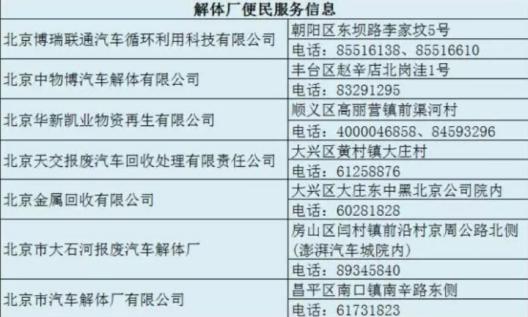 解体厂便民服务信息
北京博瑞联通汽车循环利用科技有限公司
朝阳区东坝路李家坟5号
电话：85516138、85516610
北京中物博汽车解体有限公司
丰台区赵辛店北岗洼1号
电话：83291295
北京华新凯业物资再生有限公司
顺义区高丽营镇前渠河村
电话：4000046858、84593296
北京天交报废汽车回收处理有限责任公司
大兴区黄村镇大庄村
电话：61258876
北京金属回收有限公司
大兴区大庄东中黑北京公司院内
电话：60281828
北京市大石河报废汽车解体厂
房山区闫村镇前沿村京周公路北侧
(澎湃汽车城院内)
电话：89345840
北京市汽车解体厂有限公司
昌平区南口镇南辛路东侧
电话：61731823